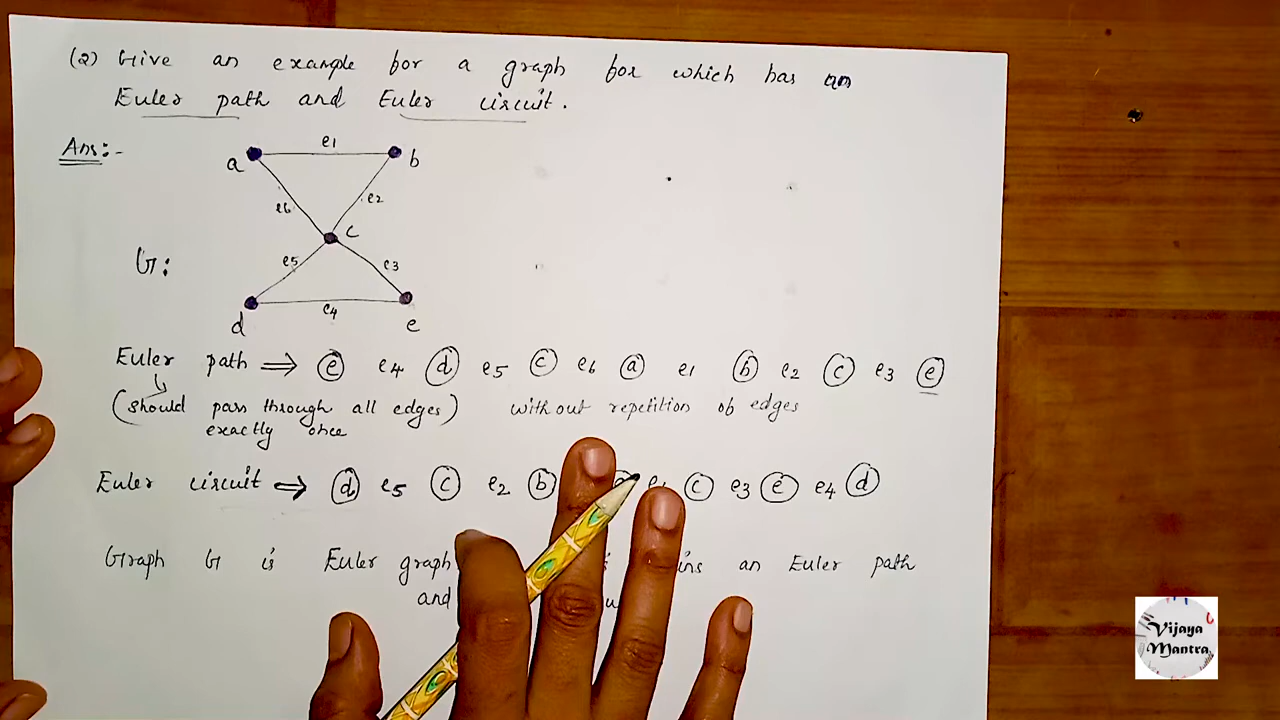 (2) Give an example for a graph for which has an
Euler path and Euler circuit.
Ans:-
e1
a b
e6 e2
c
G:
e5 e3
e4
d e
Euler path ⇒ e e4 d e5 c e6 a e1 b e2 c e3 e
(should pass through all edges) without repetition of edges
exactly once
Euler circuit ⇒ d e5 c e2 b c e3 e e4 d
Graph G is Euler graph an Euler path
and
Vijaya
Mantra